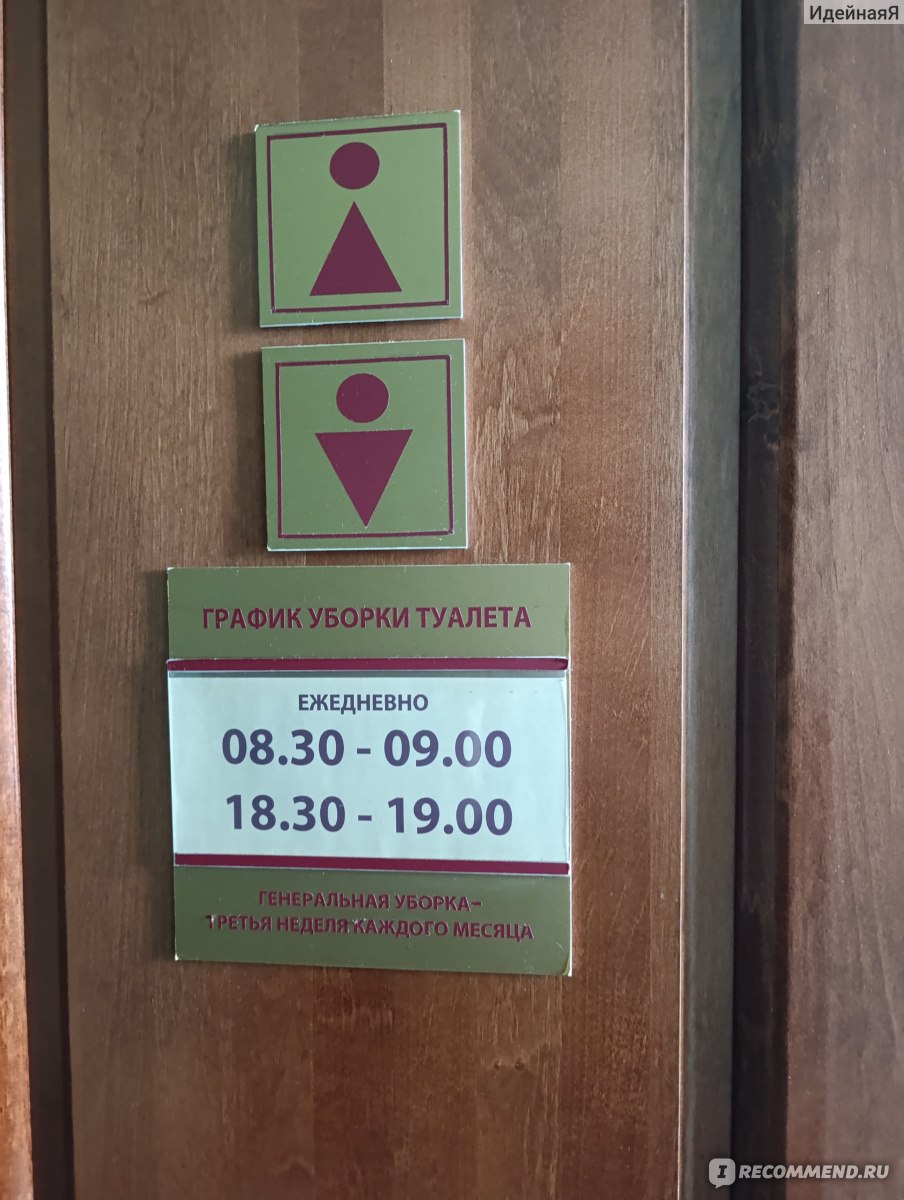 ИдейнаяЯ
ГРАФИК УБОРКИ ТУАЛЕТА
ЕЖЕДНЕВНО
08.30 - 09.00
18.30 - 19.00
ГЕНЕРАЛЬНАЯ УБОРКА-
ТРЕТЬЯ НЕДЕЛЯ КАЖДОГО МЕСЯЦА
IRECOMMEND.RU